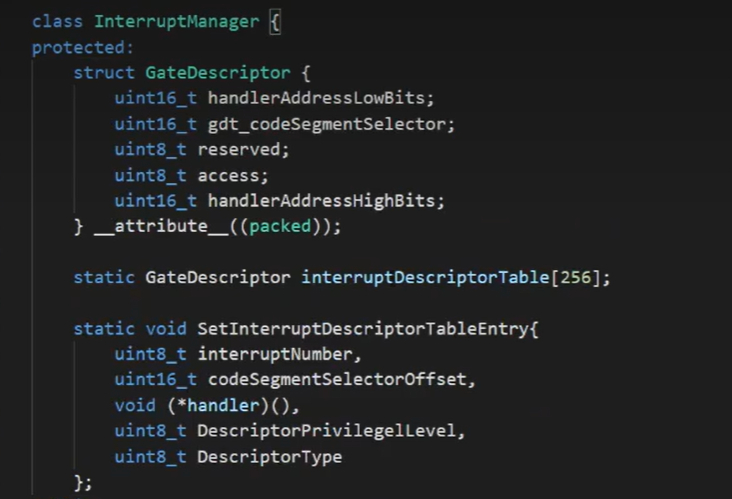 class InterruptManager {
protected:
struct GateDescriptor {
uint16_t handlerAddressLowBits;
uint16_t gdt_codeSegmentSelector;
uint8_t reserved;
uint8_t access;
uint16_t handlerAddressHighBits;
} __attribute__((packed));
static GateDescriptor interruptDescriptorTable[256];
static void SetInterruptDescriptorTableEntry{
uint8_t interruptNumber,
uint16_t codeSegmentSelectorOffset,
void (*handler)(),
uint8_t DescriptorPrivilegelLevel,
uint8_t DescriptorType
};